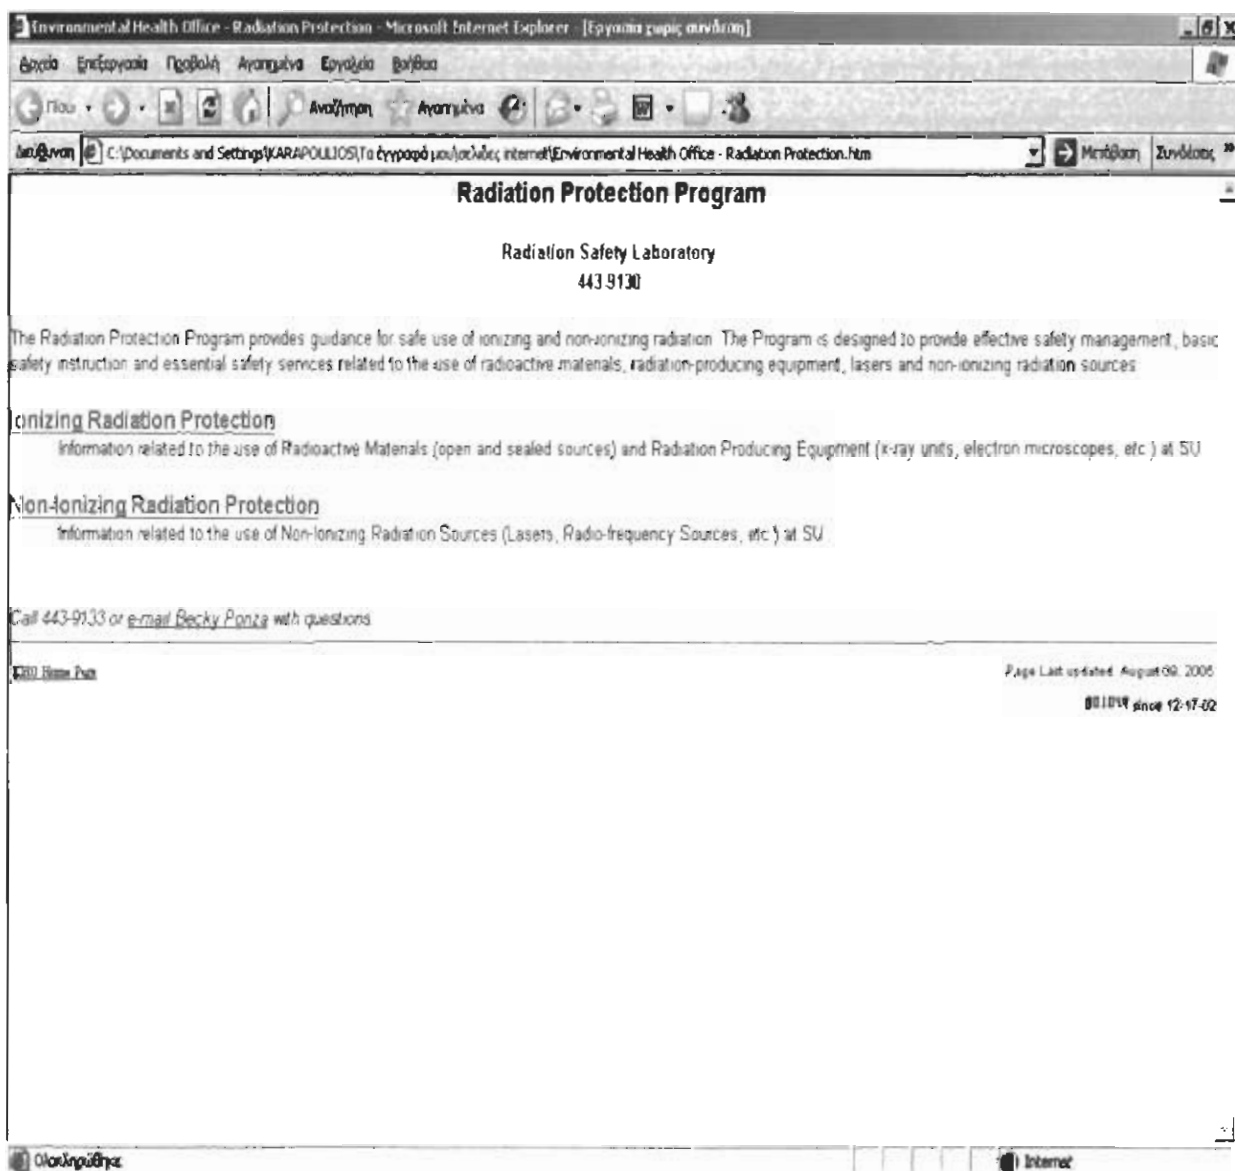 Environmental Health Office - Radiation Protection - Microsoft Internet Explorer - [Εργασία χωρίς σύνδεση]
Αρχείο Επεξεργασία Προβολή Αγαπημένα Εργαλεία Βοήθεια
Πίσω Αναζήτηση Αγαπημένα
Διεύθυνση C:\Documents and Settings\KARAPOULIOS\Τα έγγραφά μου\σελιδες internet\Environmental Health Office - Radiation Protection.htm Μετάβαση Συνδέσεις »
Radiation Protection Program
Radiation Safety Laboratory
443-9130
The Radiation Protection Program provides guidance for safe use of ionizing and non-ionizing radiation. The Program is designed to provide effective safety management, basic
safety instruction and essential safety services related to the use of radioactive materials, radiation-producing equipment, lasers and non-ionizing radiation sources
Ionizing Radiation Protection
Information related to the use of Radioactive Materials (open and sealed sources) and Radiation Producing Equipment (x-ray units, electron microscopes, etc.) at SU
Non-Ionizing Radiation Protection
Information related to the use of Non-Ionizing Radiation Sources (Lasers, Radio-frequency Sources, etc.) at SU
Call 443-9133 or e-mail Becky Ponza with questions
EHO Home Page
Page Last updated: August 09, 2005
since 12-17-02
Ολοκληρώθηκε Internet